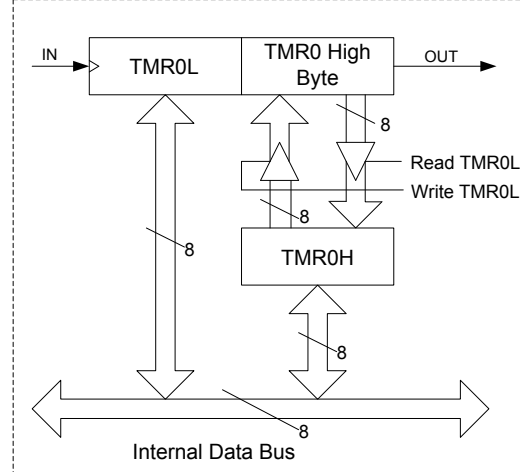 IN
TMR0L
TMR0 High
Byte
OUT
8
Read TMR0L
Write TMR0L
8
8
TMR0H
8
8
Internal Data Bus